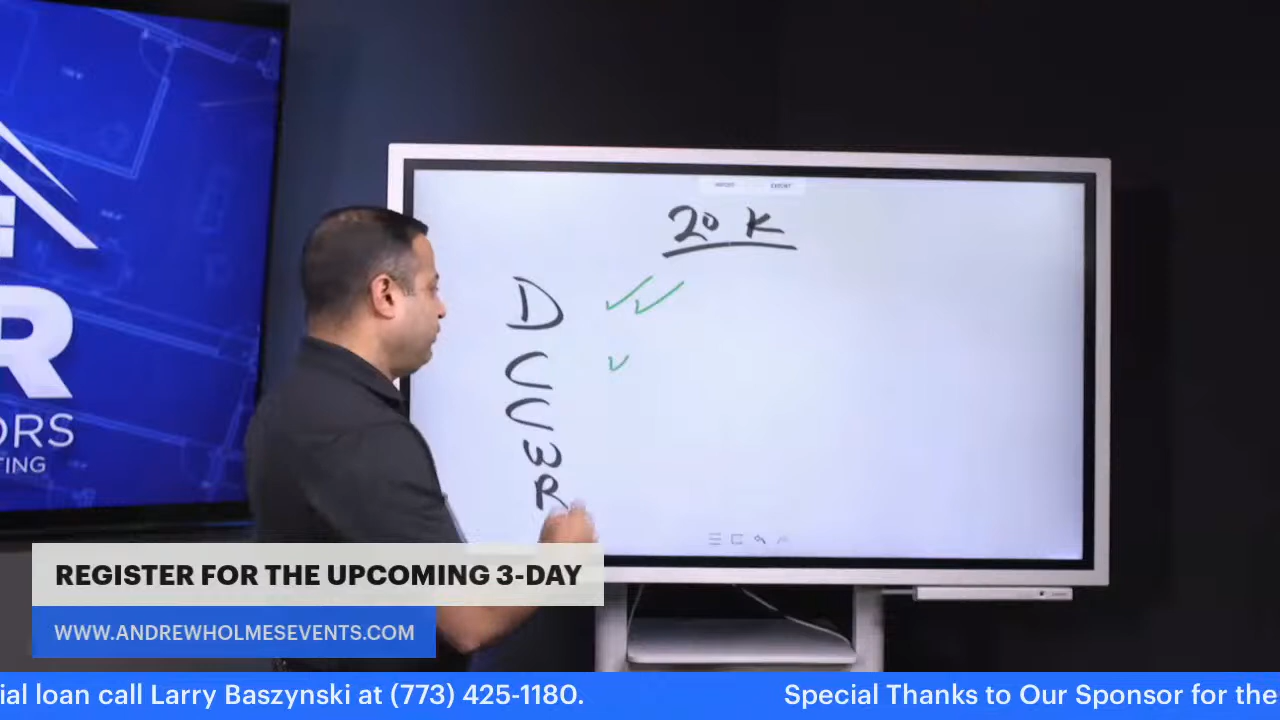 20 K
D
C
C
W
R
R
ORS
TING
REGISTER FOR THE UPCOMING 3-DAY
WWW.ANDREWHOLMESEVENTS.COM
ial loan call Larry Baszynski at (773) 425-1180.
Special Thanks to Our Sponsor for the